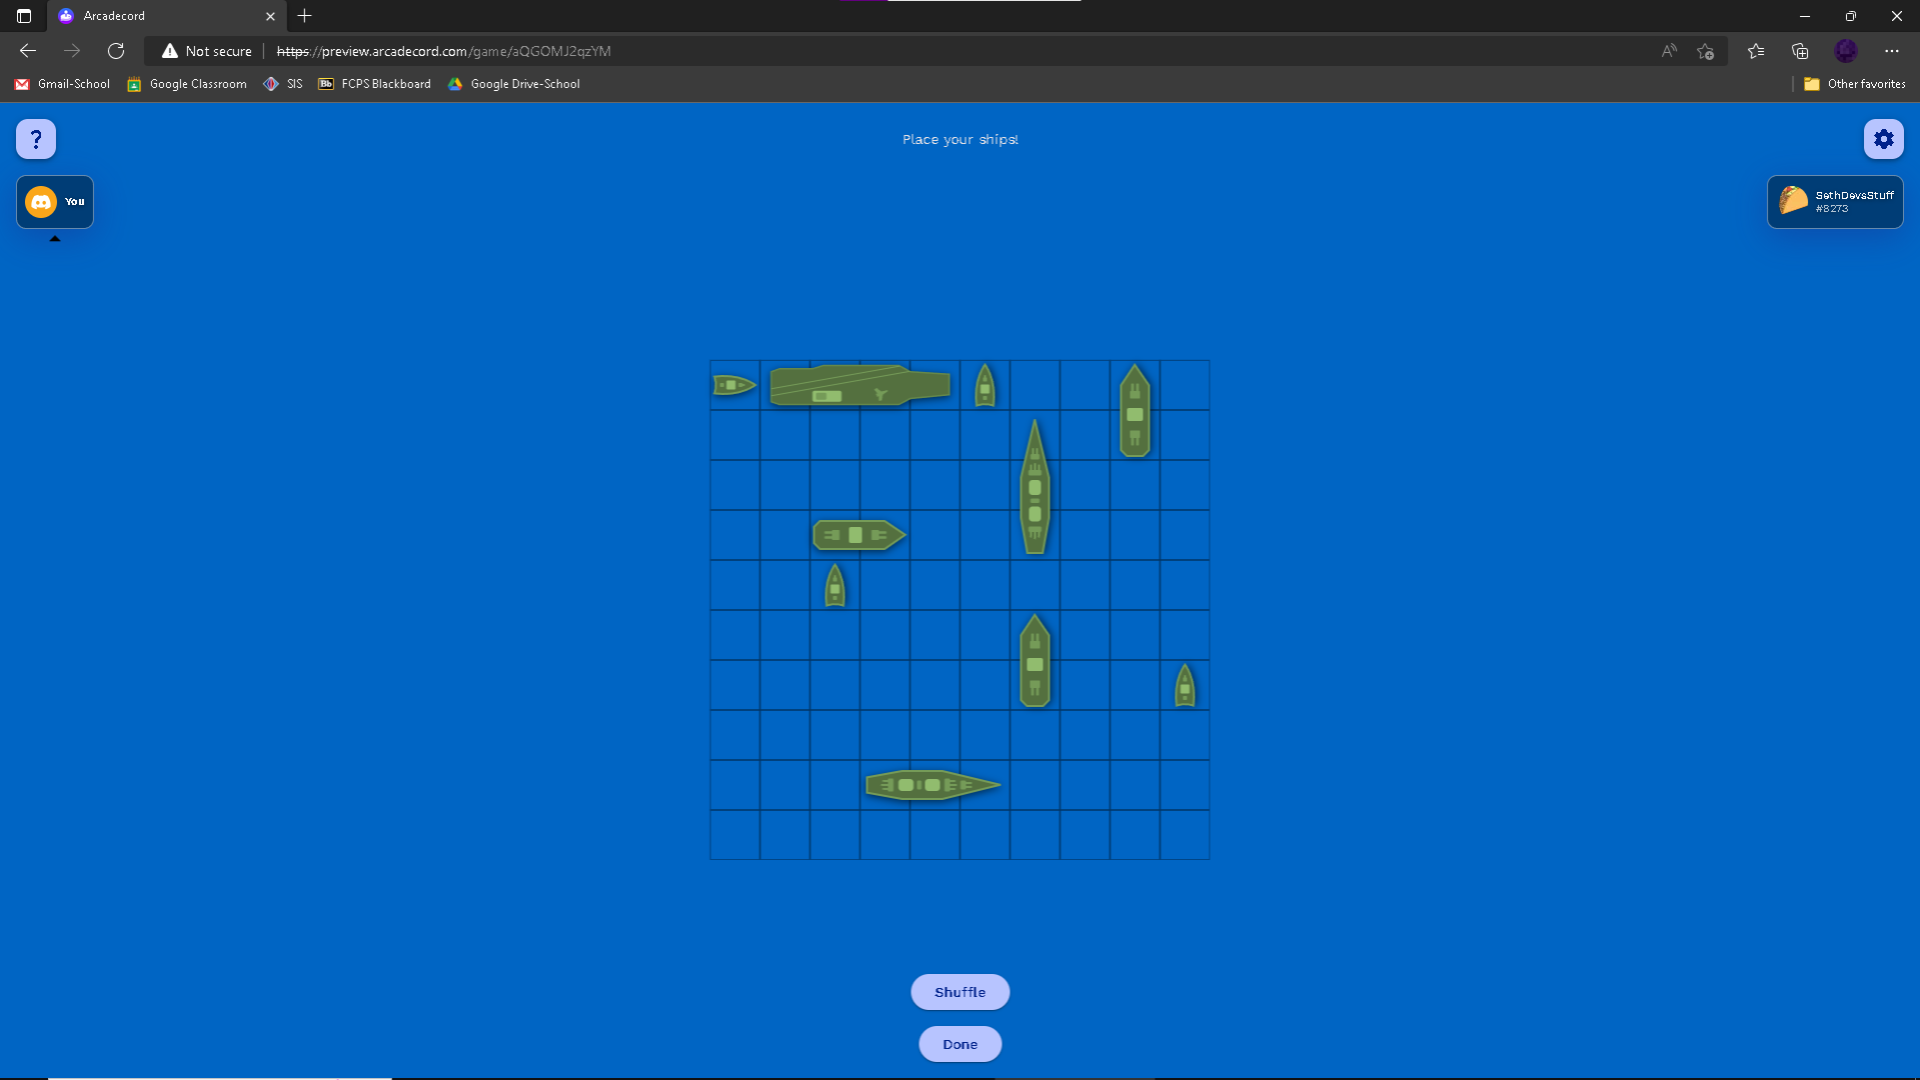 Arcadecord
Not secure
https://preview.arcadecord.com/game/aQGOMJ2qzYM
Gmail-School
Google Classroom
SIS
Bb
FCPS Blackboard
Google Drive-School
Other favorites
?
Place your ships!
You
SethDevsStuff
#8273
Shuffle
Done